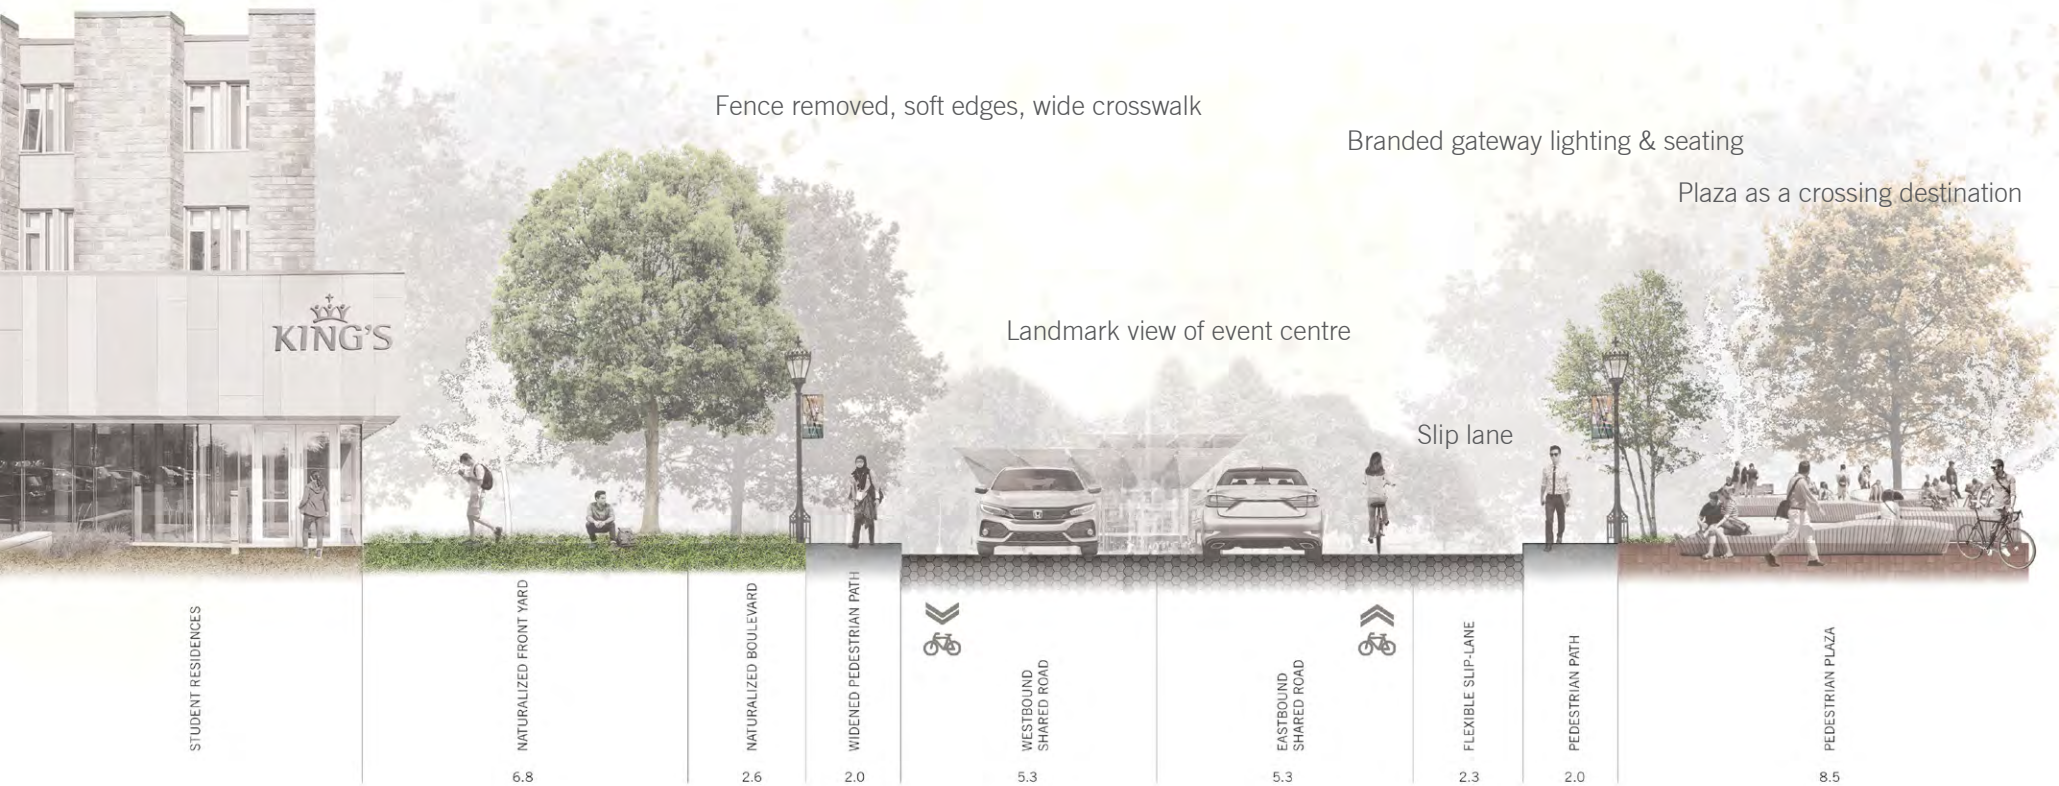 Fence removed, soft edges, wide crosswalk
Branded gateway lighting & seating
Plaza as a crossing destination
KING'S
Landmark view of event centre
Slip lane
STUDENT RESIDENCES
NATURALIZED FRONT YARD
NATURALIZED BOULEVARD
WIDENED PEDESTRIAN PATH
WESTBOUND
SHARED ROAD
EASTBOUND
SHARED ROAD
FLEXIBLE SLIP-LANE
PEDESTRIAN PATH
PEDESTRIAN PLAZA
6.8
2.6
2.0
5.3
5.3
2.3
2.0
8.5